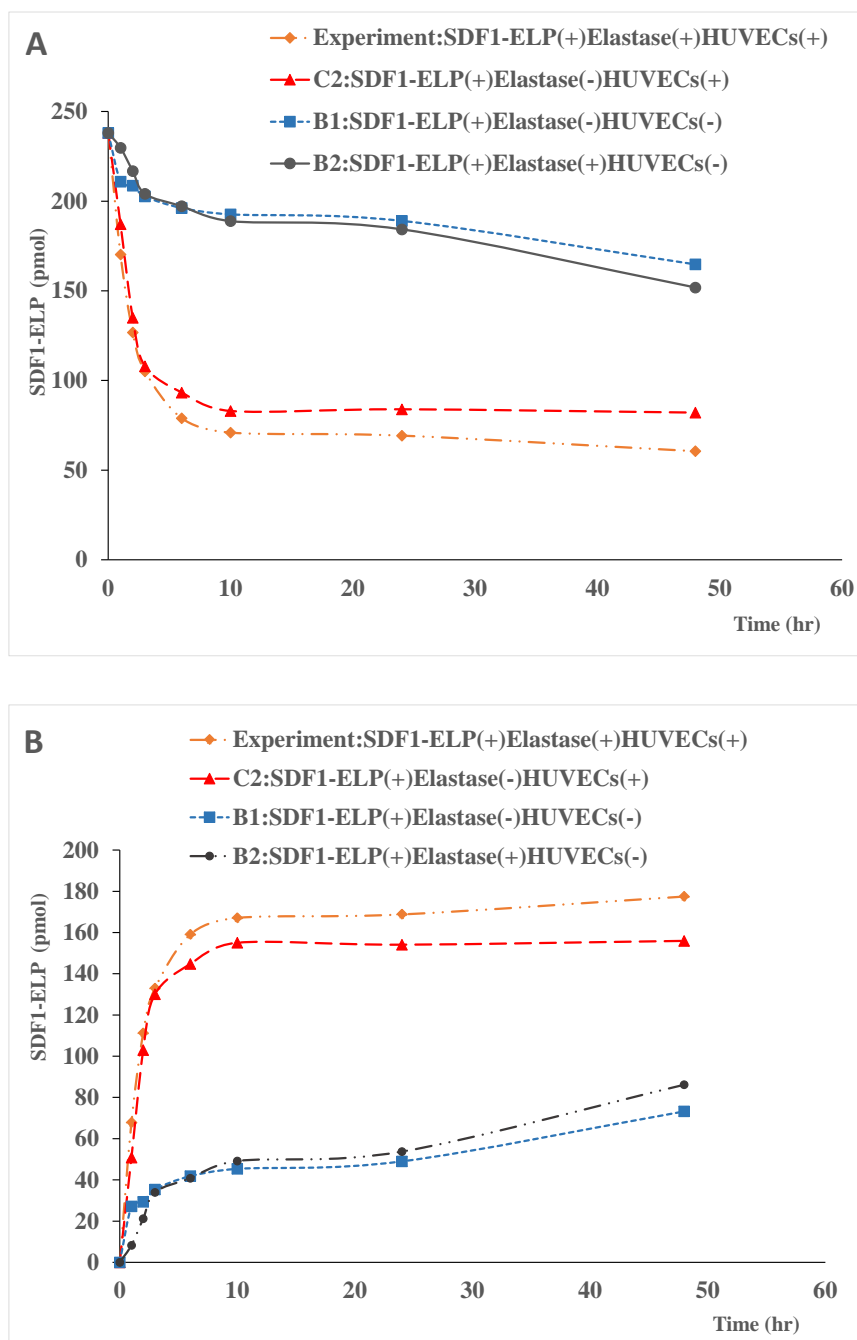 A
Experiment:SDF1-ELP(+)Elastase(+)HUVECs(+)
C2:SDF1-ELP(+)Elastase(-)HUVECs(+)
B1:SDF1-ELP(+)Elastase(-)HUVECs(-)
B2:SDF1-ELP(+)Elastase(+)HUVECs(-)
250
200
150
100
50
0
SDF1-ELP (pmol)
0 10 20 30 40 50 60
Time (hr)
B
Experiment:SDF1-ELP(+)Elastase(+)HUVECs(+)
C2:SDF1-ELP(+)Elastase(-)HUVECs(+)
B1:SDF1-ELP(+)Elastase(-)HUVECs(-)
B2:SDF1-ELP(+)Elastase(+)HUVECs(-)
200
180
160
140
120
100
80
60
40
20
0
SDF1-ELP (pmol)
0 10 20 30 40 50 60
Time (hr)